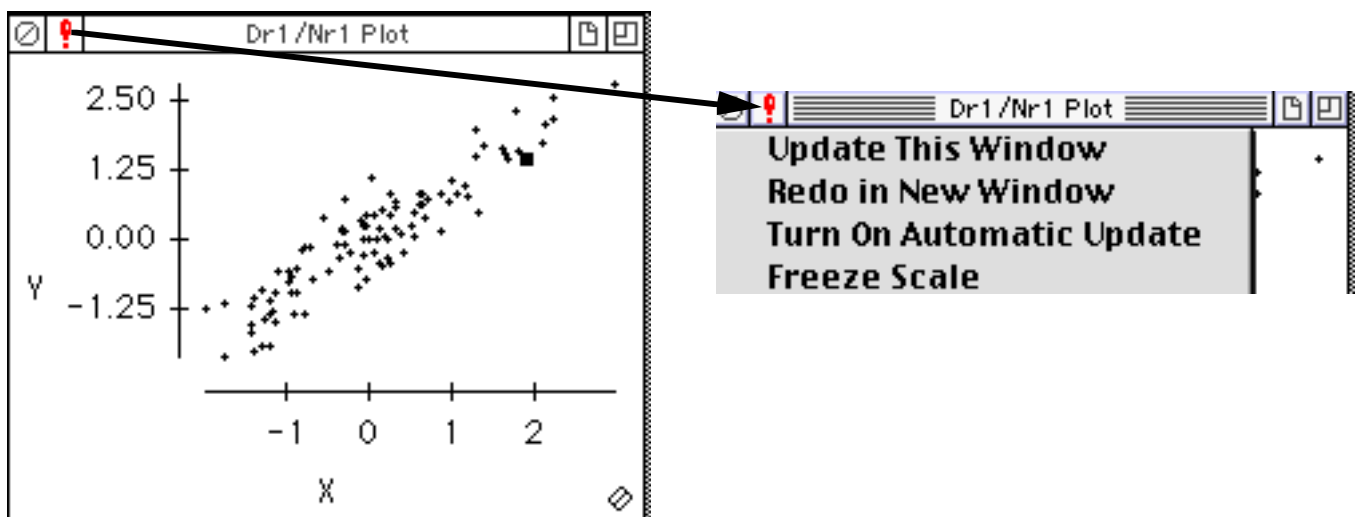 Dr1/Nr1 Plot
2.50
1.25
0.00
Y
-1.25
-1 0 1 2
X
Dr1/Nr1 Plot
Update This Window
Redo in New Window
Turn On Automatic Update
Freeze Scale